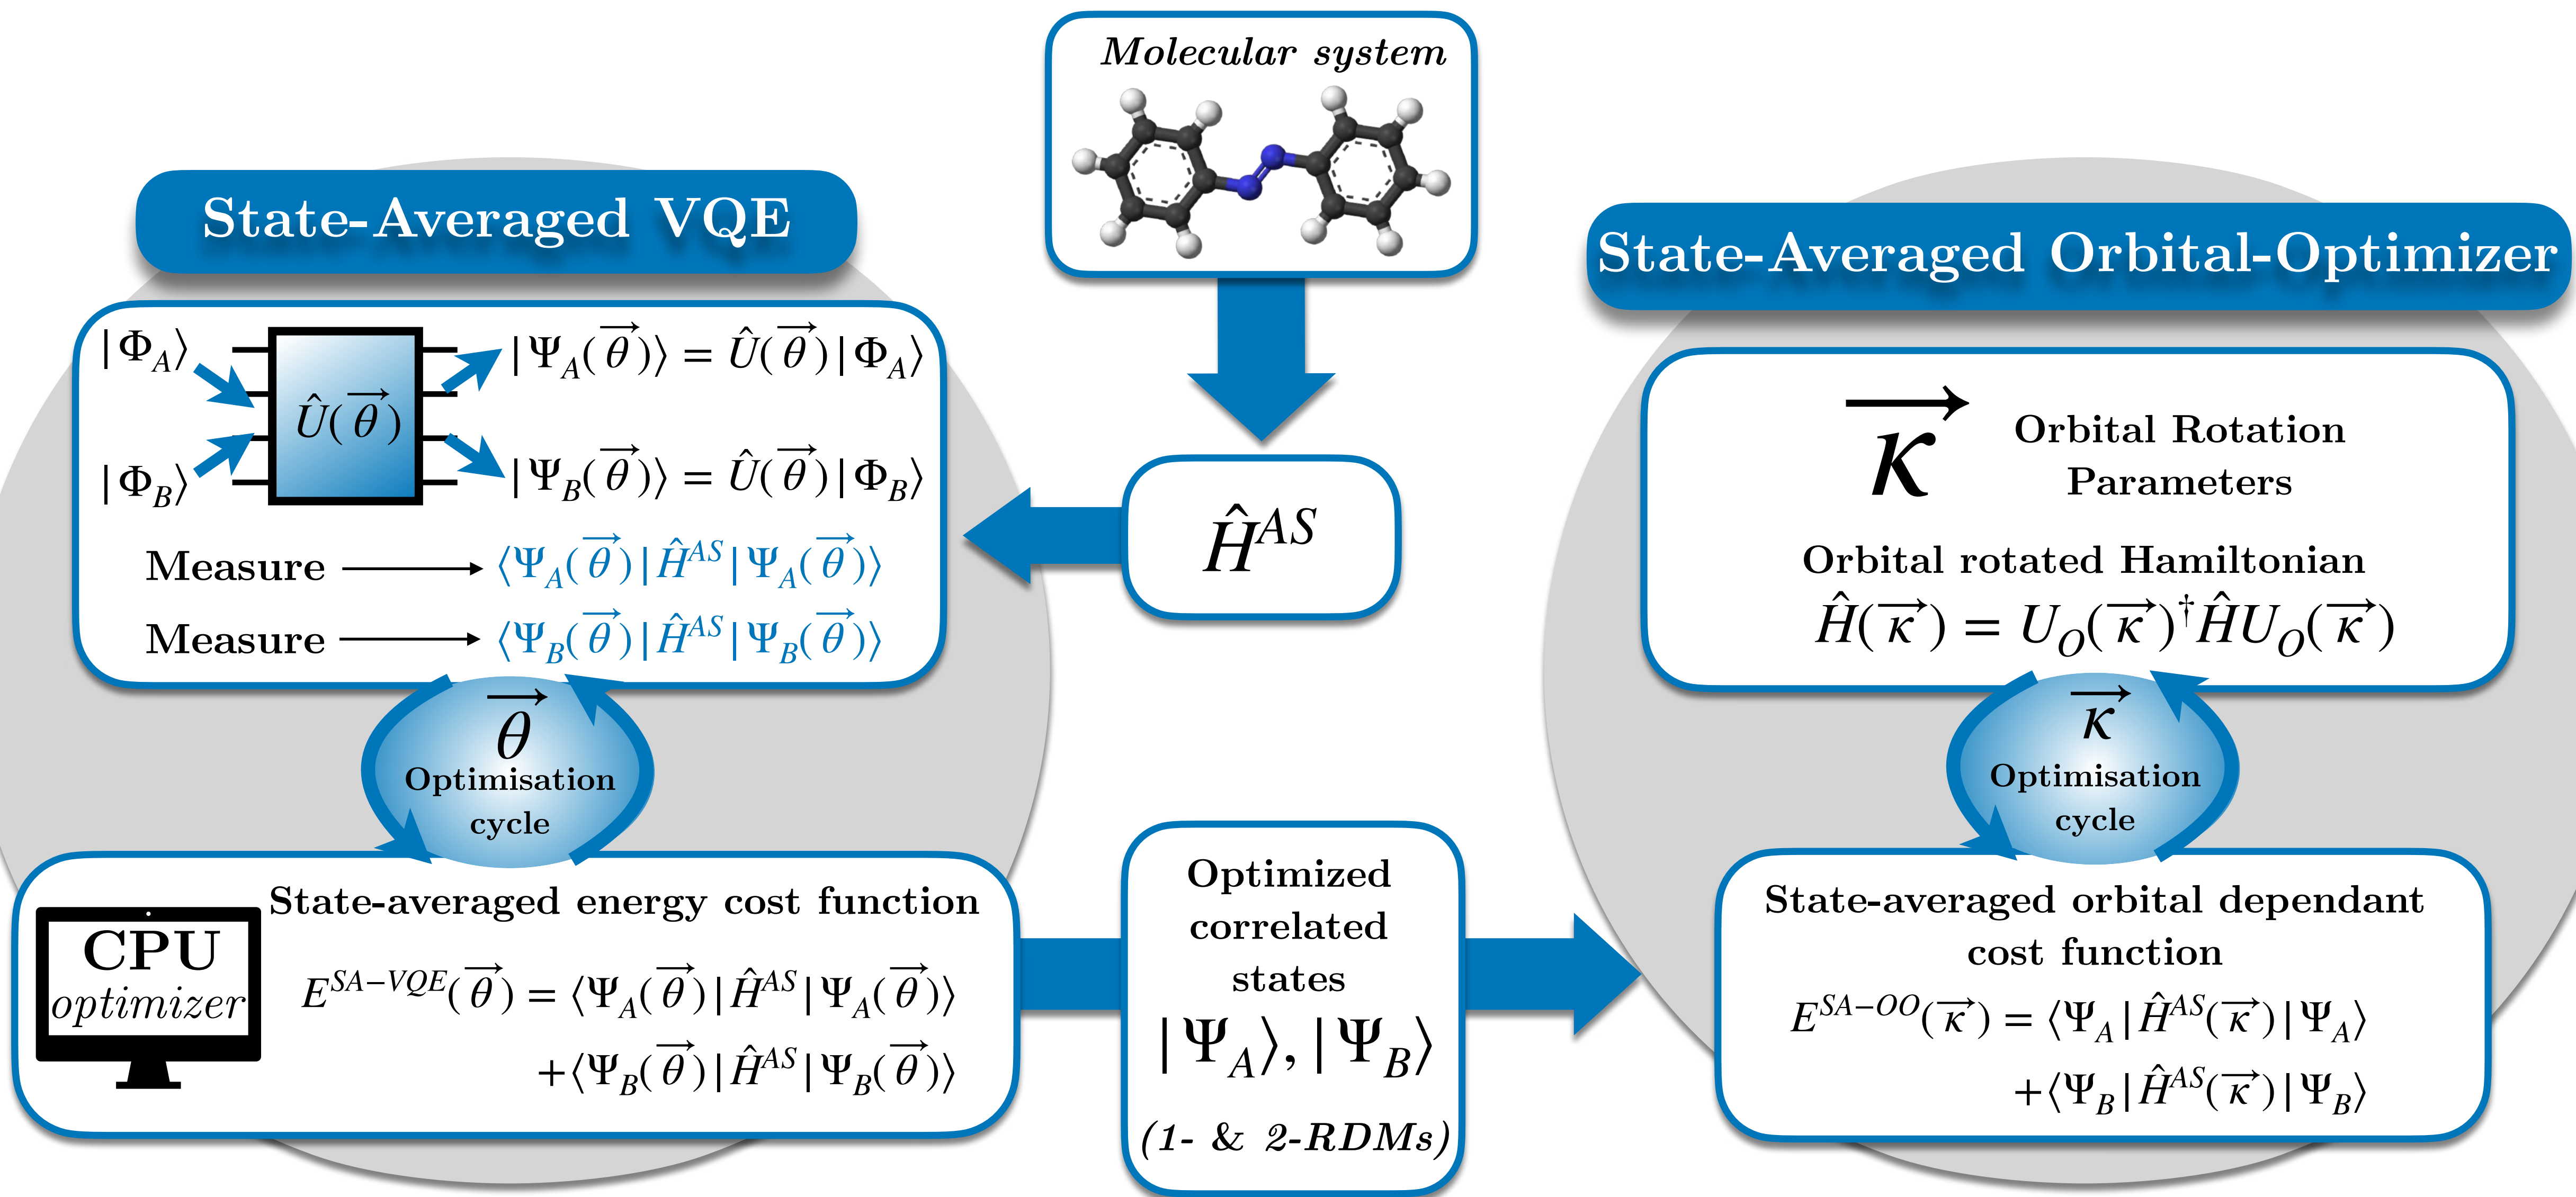 Molecular system
State-Averaged VQE
|Φ_A⟩
|Φ_B⟩
Û(θ⃗)
|Ψ_A(θ⃗)⟩ = Û(θ⃗)|Φ_A⟩
|Ψ_B(θ⃗)⟩ = Û(θ⃗)|Φ_B⟩
Measure ⟶ ⟨Ψ_A(θ⃗)|Ĥ^{AS}|Ψ_A(θ⃗)⟩
Measure ⟶ ⟨Ψ_B(θ⃗)|Ĥ^{AS}|Ψ_B(θ⃗)⟩
θ⃗
Optimisation
cycle
CPU
optimizer
State-averaged energy cost function
E^{SA−VQE}(θ⃗) = ⟨Ψ_A(θ⃗)|Ĥ^{AS}|Ψ_A(θ⃗)⟩
+⟨Ψ_B(θ⃗)|Ĥ^{AS}|Ψ_B(θ⃗)⟩
Ĥ^{AS}
Optimized
correlated
states
|Ψ_A⟩, |Ψ_B⟩
(1- & 2-RDMs)
State-Averaged Orbital-Optimizer
κ⃗
Orbital Rotation
Parameters
Orbital rotated Hamiltonian
Ĥ(κ⃗) = U_O(κ⃗)†ĤU_O(κ⃗)
κ⃗
Optimisation
cycle
State-averaged orbital dependant
cost function
E^{SA−OO}(κ⃗) = ⟨Ψ_A|Ĥ^{AS}(κ⃗)|Ψ_A⟩
+⟨Ψ_B|Ĥ^{AS}(κ⃗)|Ψ_B⟩